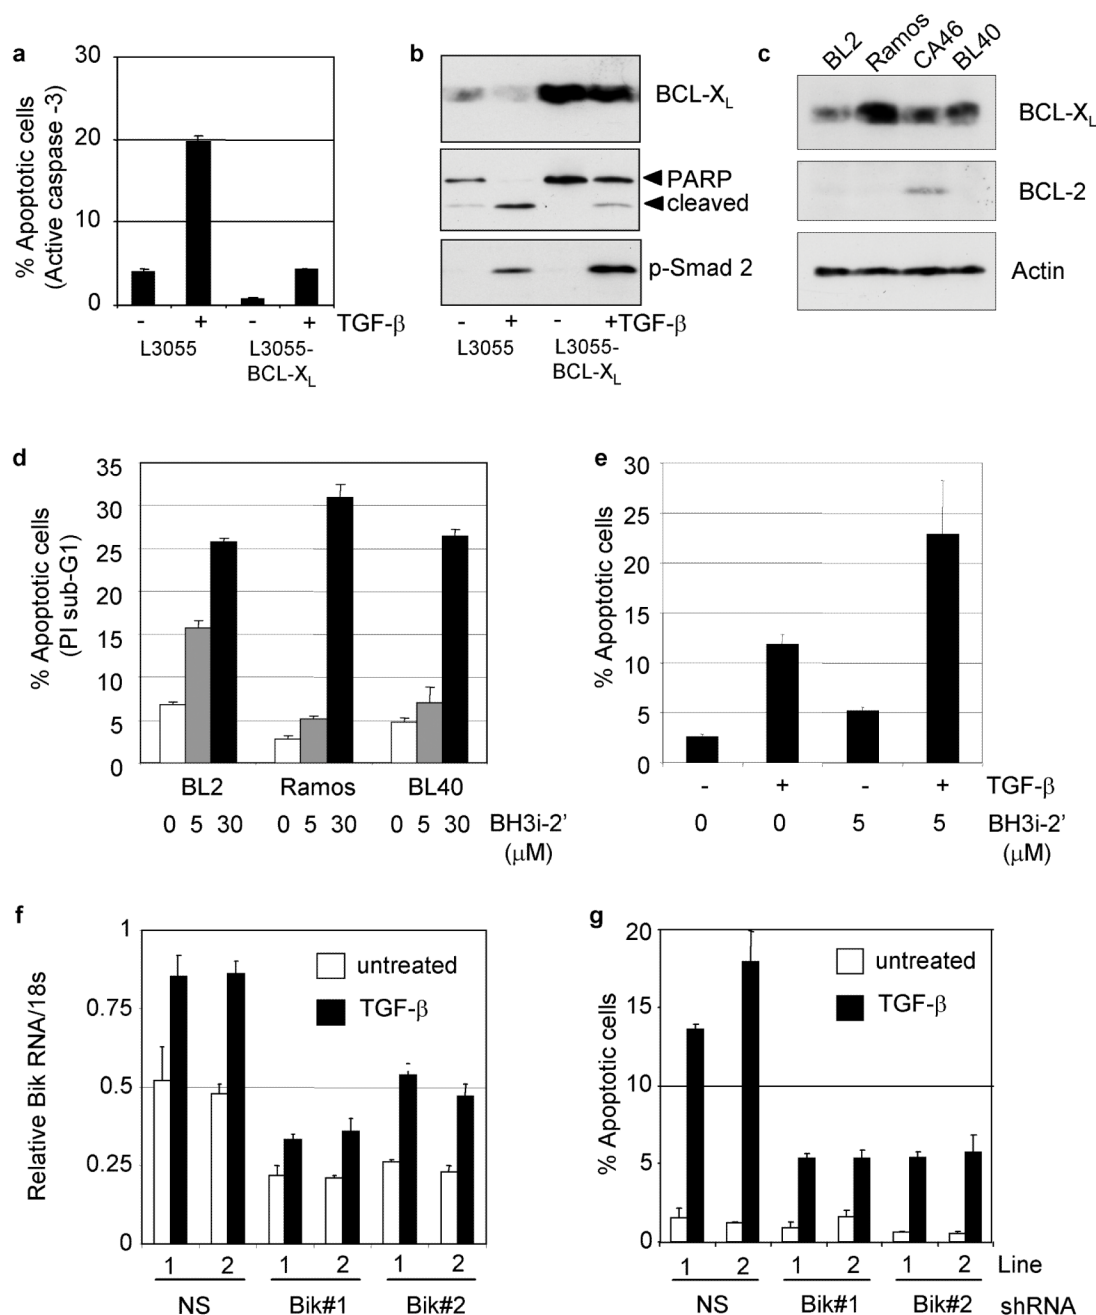 a
% Apoptotic cells
(Active caspase -3)
30
20
10
0
- + - + TGF-β
L3055 L3055-
BCL-XL
b
BCL-XL
PARP
cleaved
p-Smad 2
- + - +TGF-β
L3055 L3055-
BCL-XL
c
BL2 Ramos CA46 BL40
BCL-XL
BCL-2
Actin
d
% Apoptotic cells
(PI sub-G1)
35
30
25
20
15
10
5
0
BL2 Ramos BL40
0 5 30 0 5 30 0 5 30 BH3i-2'
(μM)
e
% Apoptotic cells
30
25
20
15
10
5
0
- + - + TGF-β
0 0 5 5 BH3i-2'
(μM)
f
Relative Bik RNA/18s
1
0.75
0.5
0.25
0
untreated
TGF-β
1 2 1 2 1 2
NS Bik#1 Bik#2
g
% Apoptotic cells
20
15
10
5
0
untreated
TGF-β
1 2 1 2 1 2 Line
NS Bik#1 Bik#2 shRNA